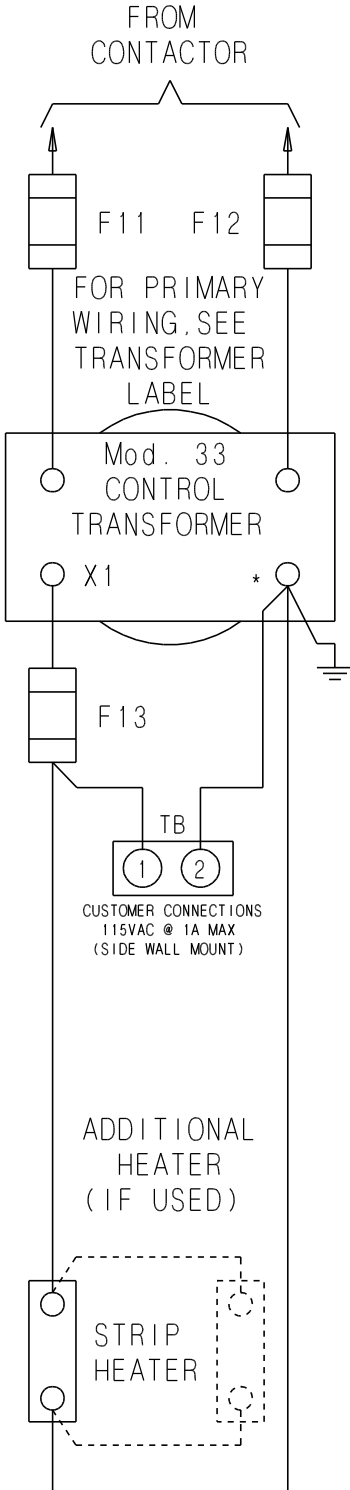 FROM
CONTACTOR
F11 F12
FOR PRIMARY
WIRING,SEE
TRANSFORMER
LABEL
Mod. 33
CONTROL
TRANSFORMER
X1 *
F13
TB
1 2
CUSTOMER CONNECTIONS
115VAC @ 1A MAX
(SIDE WALL MOUNT)
ADDITIONAL
HEATER
(IF USED)
STRIP
HEATER